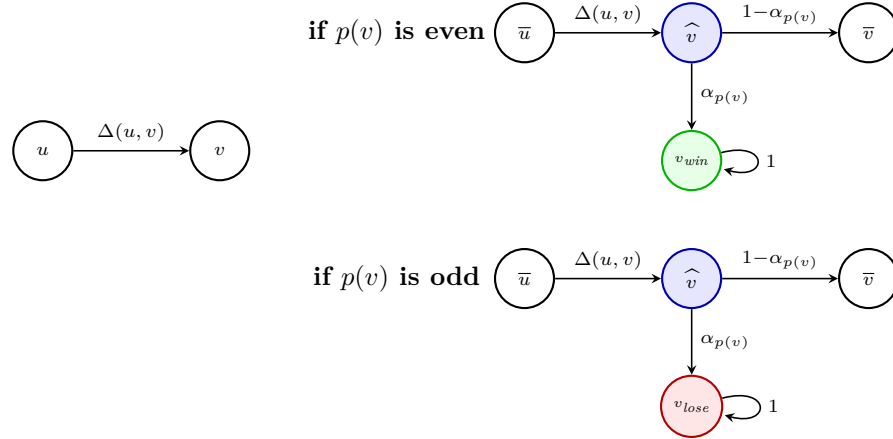 if p(v) is even
u̅ Δ(u, v) v̂ 1−α_{p(v)} v̅
α_{p(v)}
u Δ(u, v) v
v_{win} 1
if p(v) is odd
u̅ Δ(u, v) v̂ 1−α_{p(v)} v̅
α_{p(v)}
v_{lose} 1